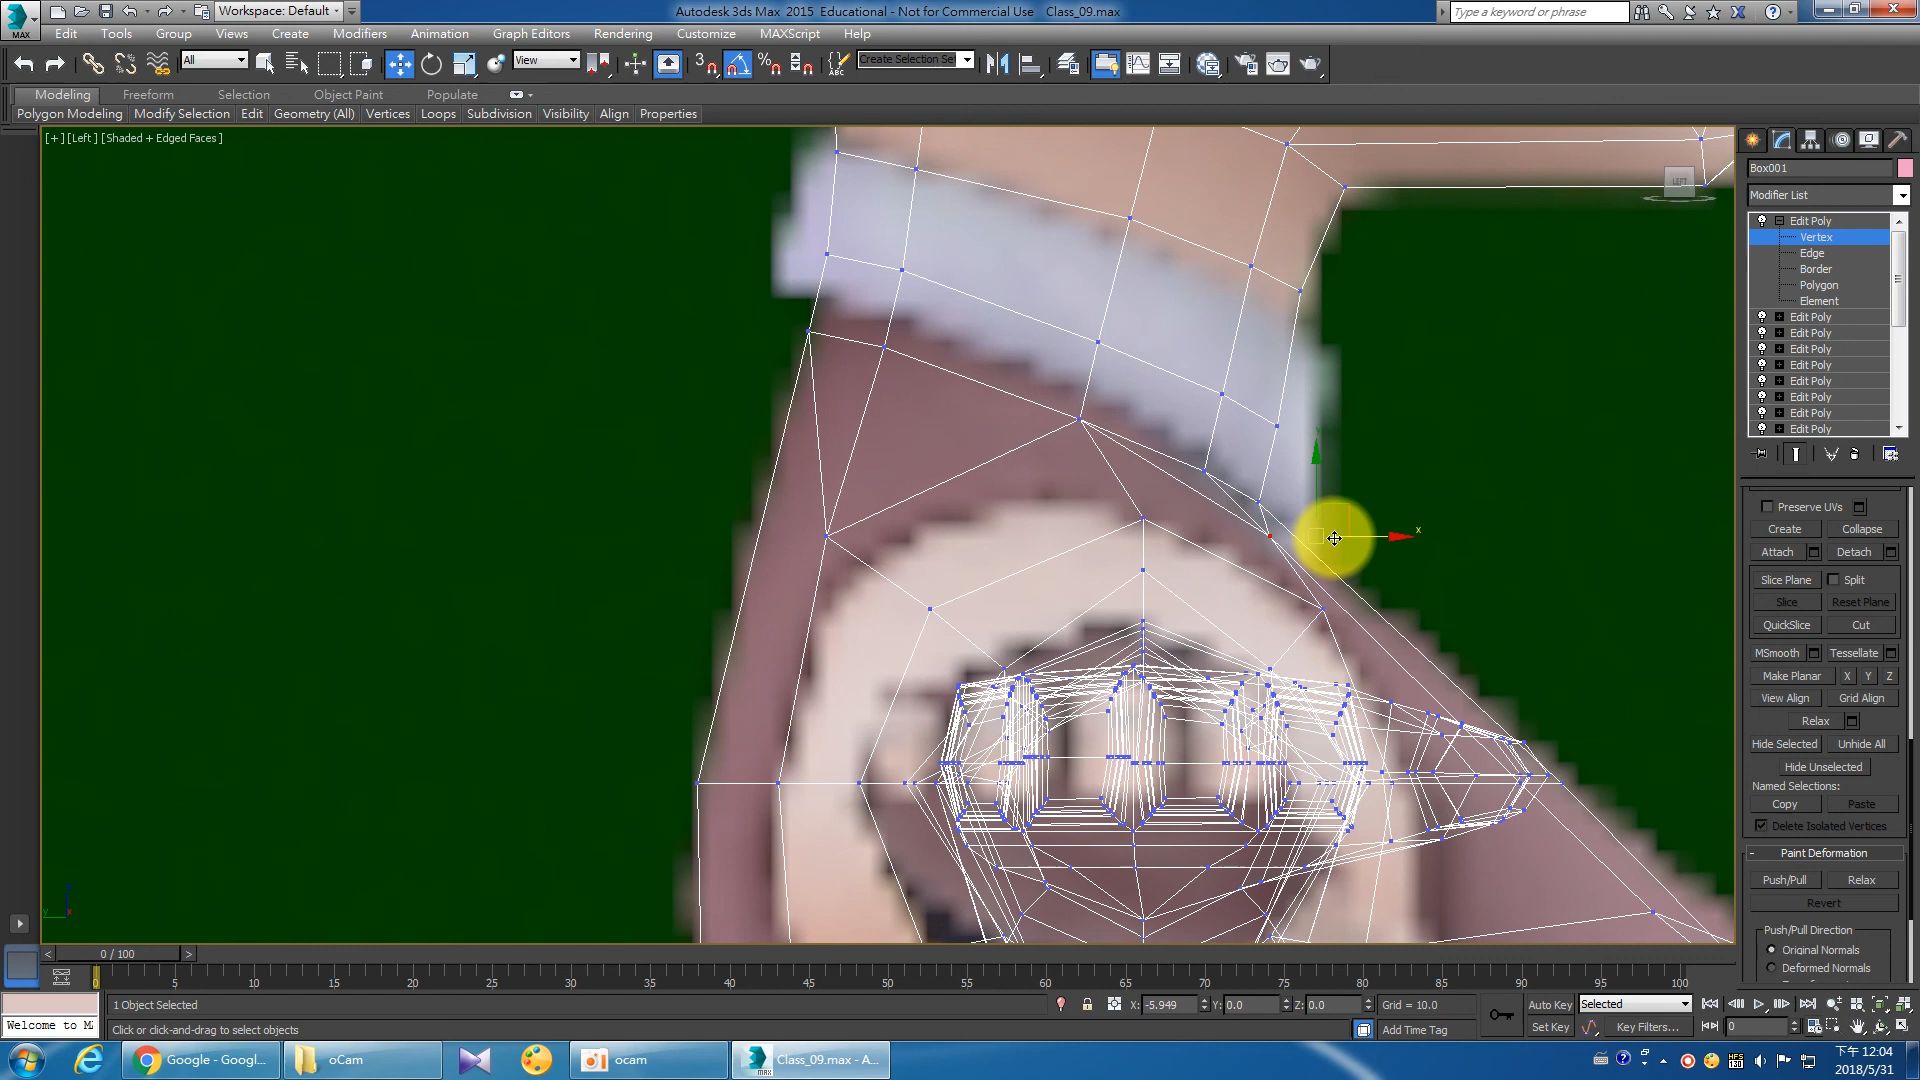 MAX
Workspace: Default
Autodesk 3ds Max 2015 Educational - Not for Commercial Use Class_09.max
Type a keyword or phrase
Edit Tools Group Views Create Modifiers Animation Graph Editors Rendering Customize MAXScript Help
All View 3 ABC Create Selection Se
Modeling Freeform Selection Object Paint Populate
Polygon Modeling Modify Selection Edit Geometry (All) Vertices Loops Subdivision Visibility Align Properties
[+] [Left] [Shaded + Edged Faces]
LEFT
Box001
Modifier List
Edit Poly
Vertex
Edge
Border
Polygon
Element
Edit Poly
Edit Poly
Edit Poly
Edit Poly
Edit Poly
Edit Poly
Edit Poly
Edit Poly
x
Preserve UVs
Create Collapse
Attach Detach
Slice Plane Split
Slice Reset Plane
QuickSlice Cut
MSmooth Tessellate
Make Planar X Y Z
View Align Grid Align
Relax
Hide Selected Unhide All
Hide Unselected
Named Selections:
Copy Paste
Delete Isolated Vertices
- Paint Deformation
Push/Pull Relax
Revert
Push/Pull Direction
Original Normals
Deformed Normals
y x
< 0 / 100 >
0 5 10 15 20 25 30 35 40 45 50 55 60 65 70 75 80 85 90 95 100
1 Object Selected X: -5.949 Y: 0.0 Z: 0.0 Grid = 10.0 Auto Key Selected
Welcome to MA Click or click-and-drag to select objects Add Time Tag Set Key Key Filters... 0
Google - Googl... oCam ocam Class_09.max - A...
下午 12:04
2018/5/31